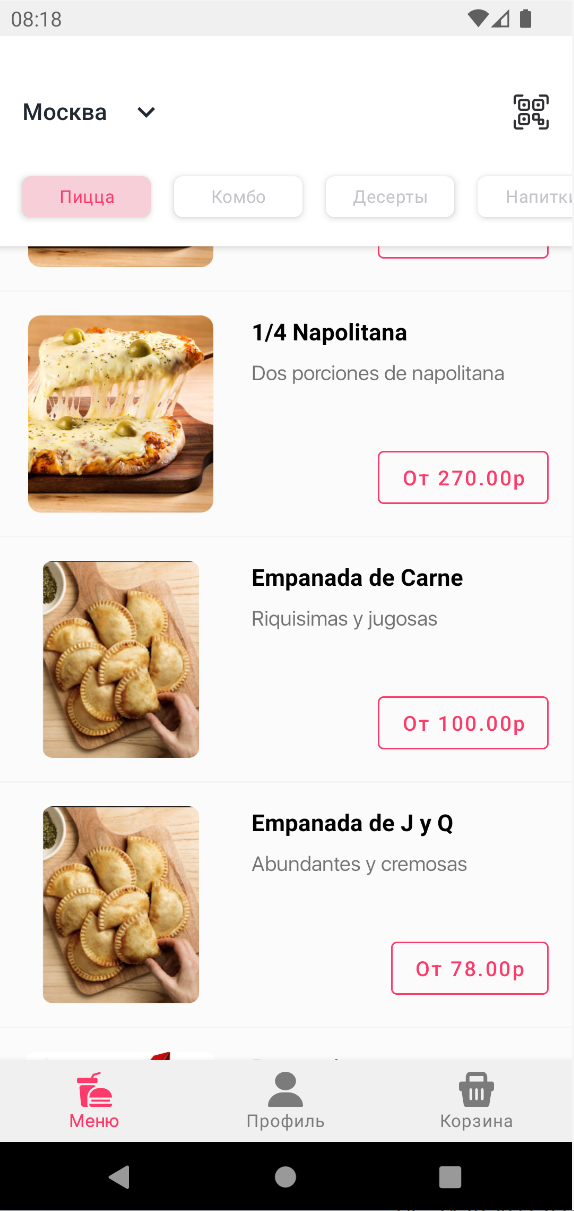 08:18
Москва
Пицца
Комбо
Десерты
Напитки
1/4 Napolitana
Dos porciones de napolitana
От 270.00р
Empanada de Carne
Riquisimas y jugosas
От 100.00р
Empanada de J y Q
Abundantes y cremosas
От 78.00р
Меню
Профиль
Корзина